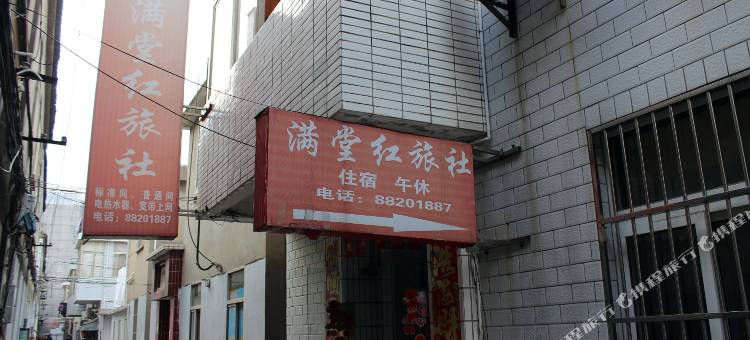 满堂红旅社
标准间、普通间
电热水器、宽带上网
电话：88201887
满堂红旅社
住宿 午休
电话：88201887
携程旅行
携程